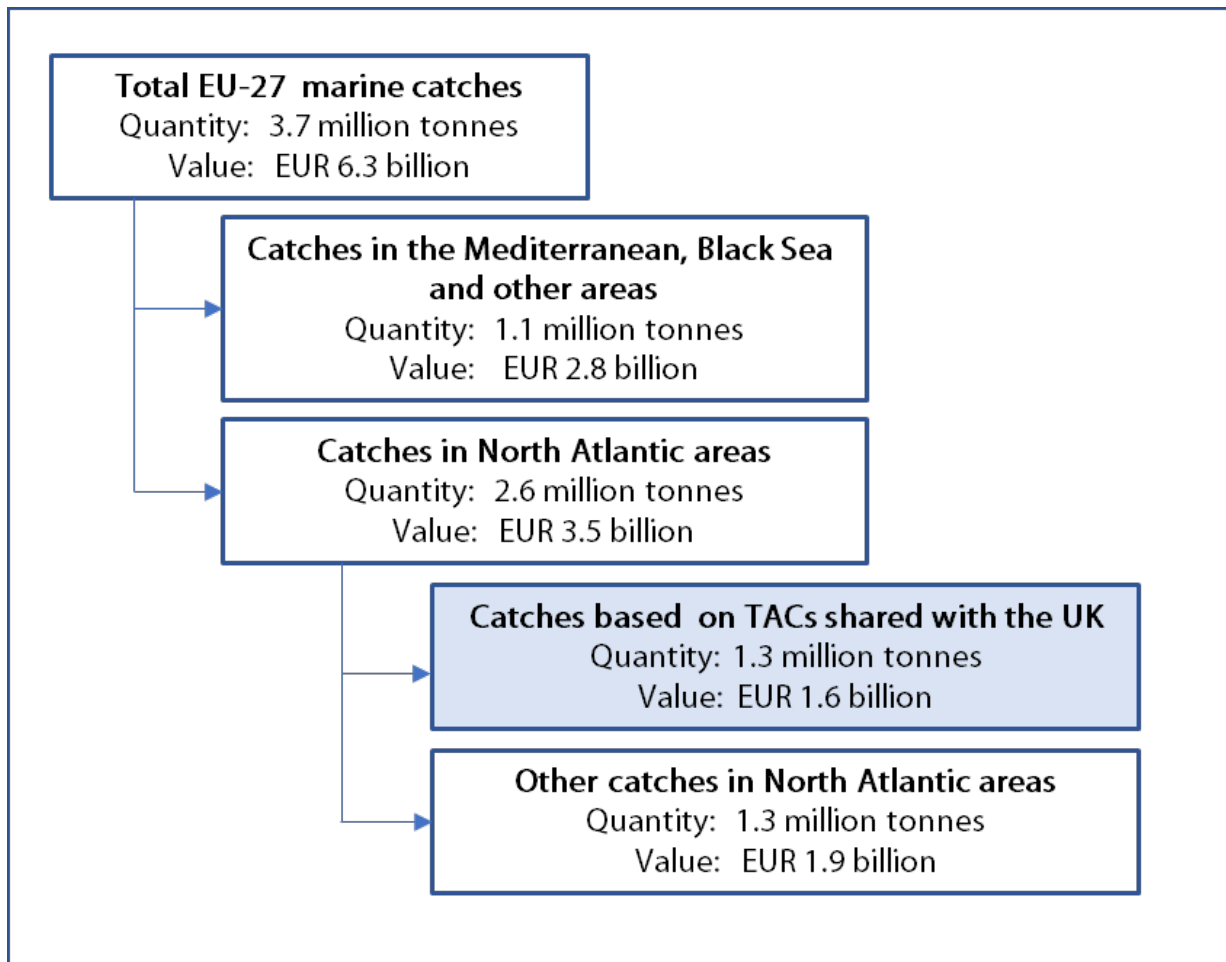 Total EU-27 marine catches
Quantity: 3.7 million tonnes
Value: EUR 6.3 billion
Catches in the Mediterranean, Black Sea
and other areas
Quantity: 1.1 million tonnes
Value: EUR 2.8 billion
Catches in North Atlantic areas
Quantity: 2.6 million tonnes
Value: EUR 3.5 billion
Catches based on TACs shared with the UK
Quantity: 1.3 million tonnes
Value: EUR 1.6 billion
Other catches in North Atlantic areas
Quantity: 1.3 million tonnes
Value: EUR 1.9 billion